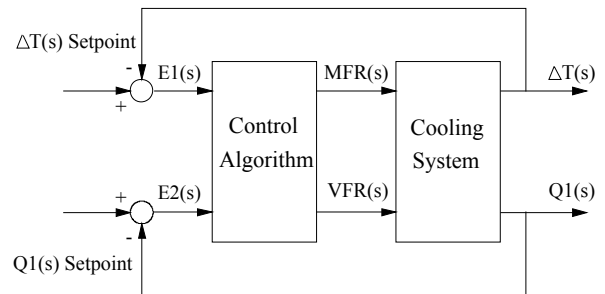 △T(s) Setpoint
-
E1(s)
MFR(s)
△T(s)
+
Control
Algorithm
Cooling
System
+
E2(s)
VFR(s)
Q1(s)
-
Q1(s) Setpoint